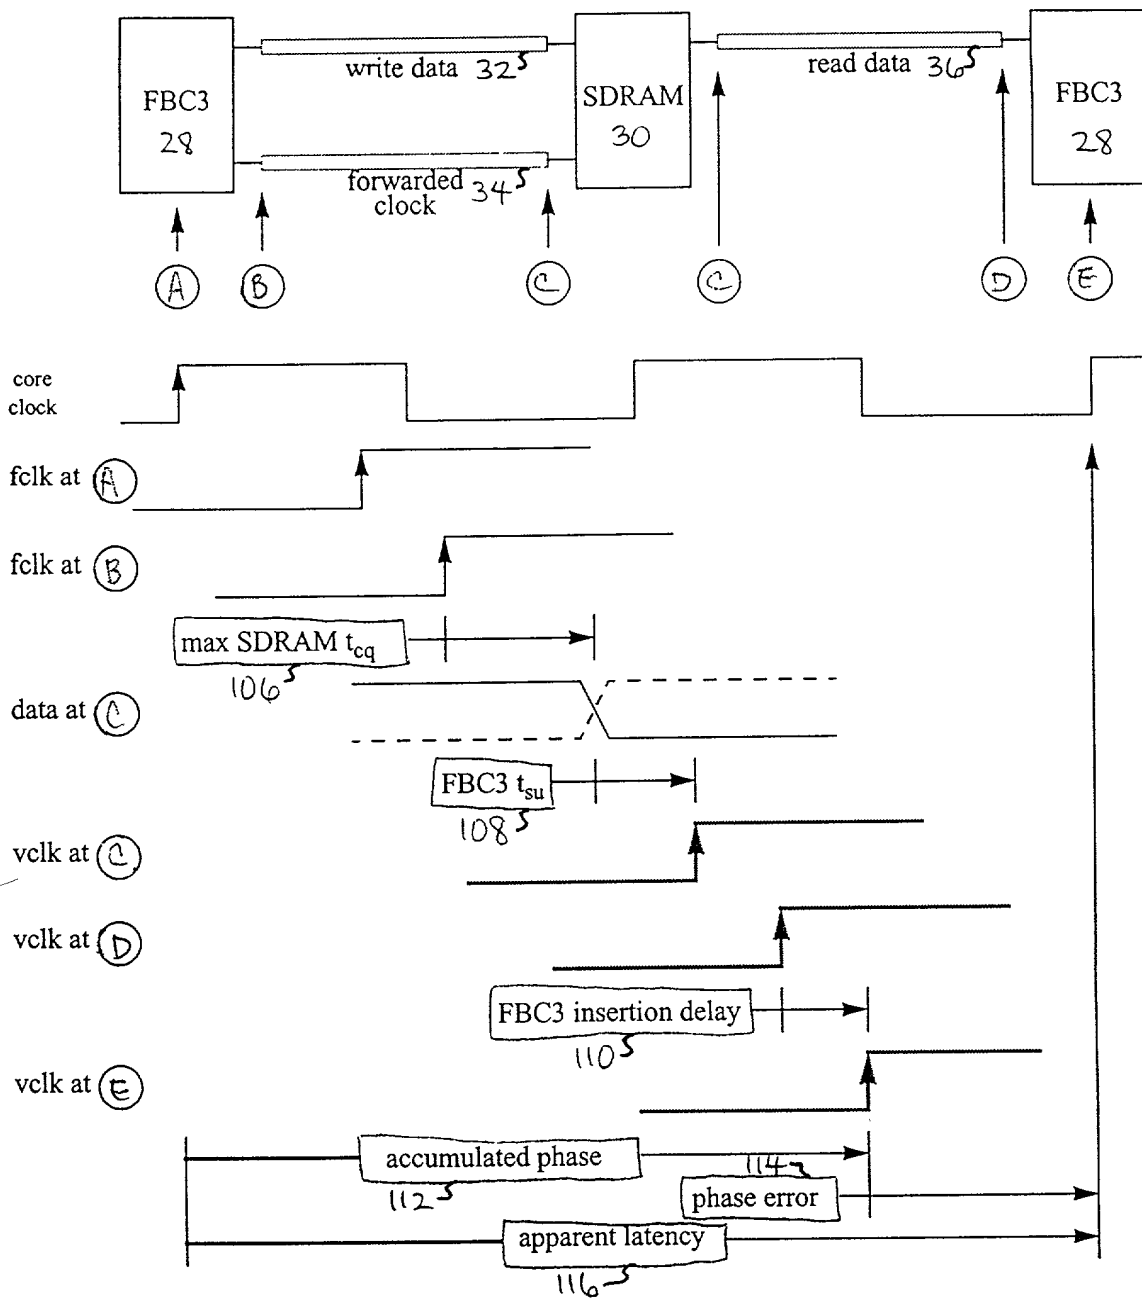 FBC3
28
write data 32
forwarded 34
clock
SDRAM
30
read data 36
FBC3
28
A
B
C
C
D
E
core
clock
fclk at A
fclk at B
max SDRAM tcq
106
data at C
FBC3 tsu
108
vclk at C
vclk at D
FBC3 insertion delay
110
vclk at E
accumulated phase
112
114
phase error
apparent latency
116